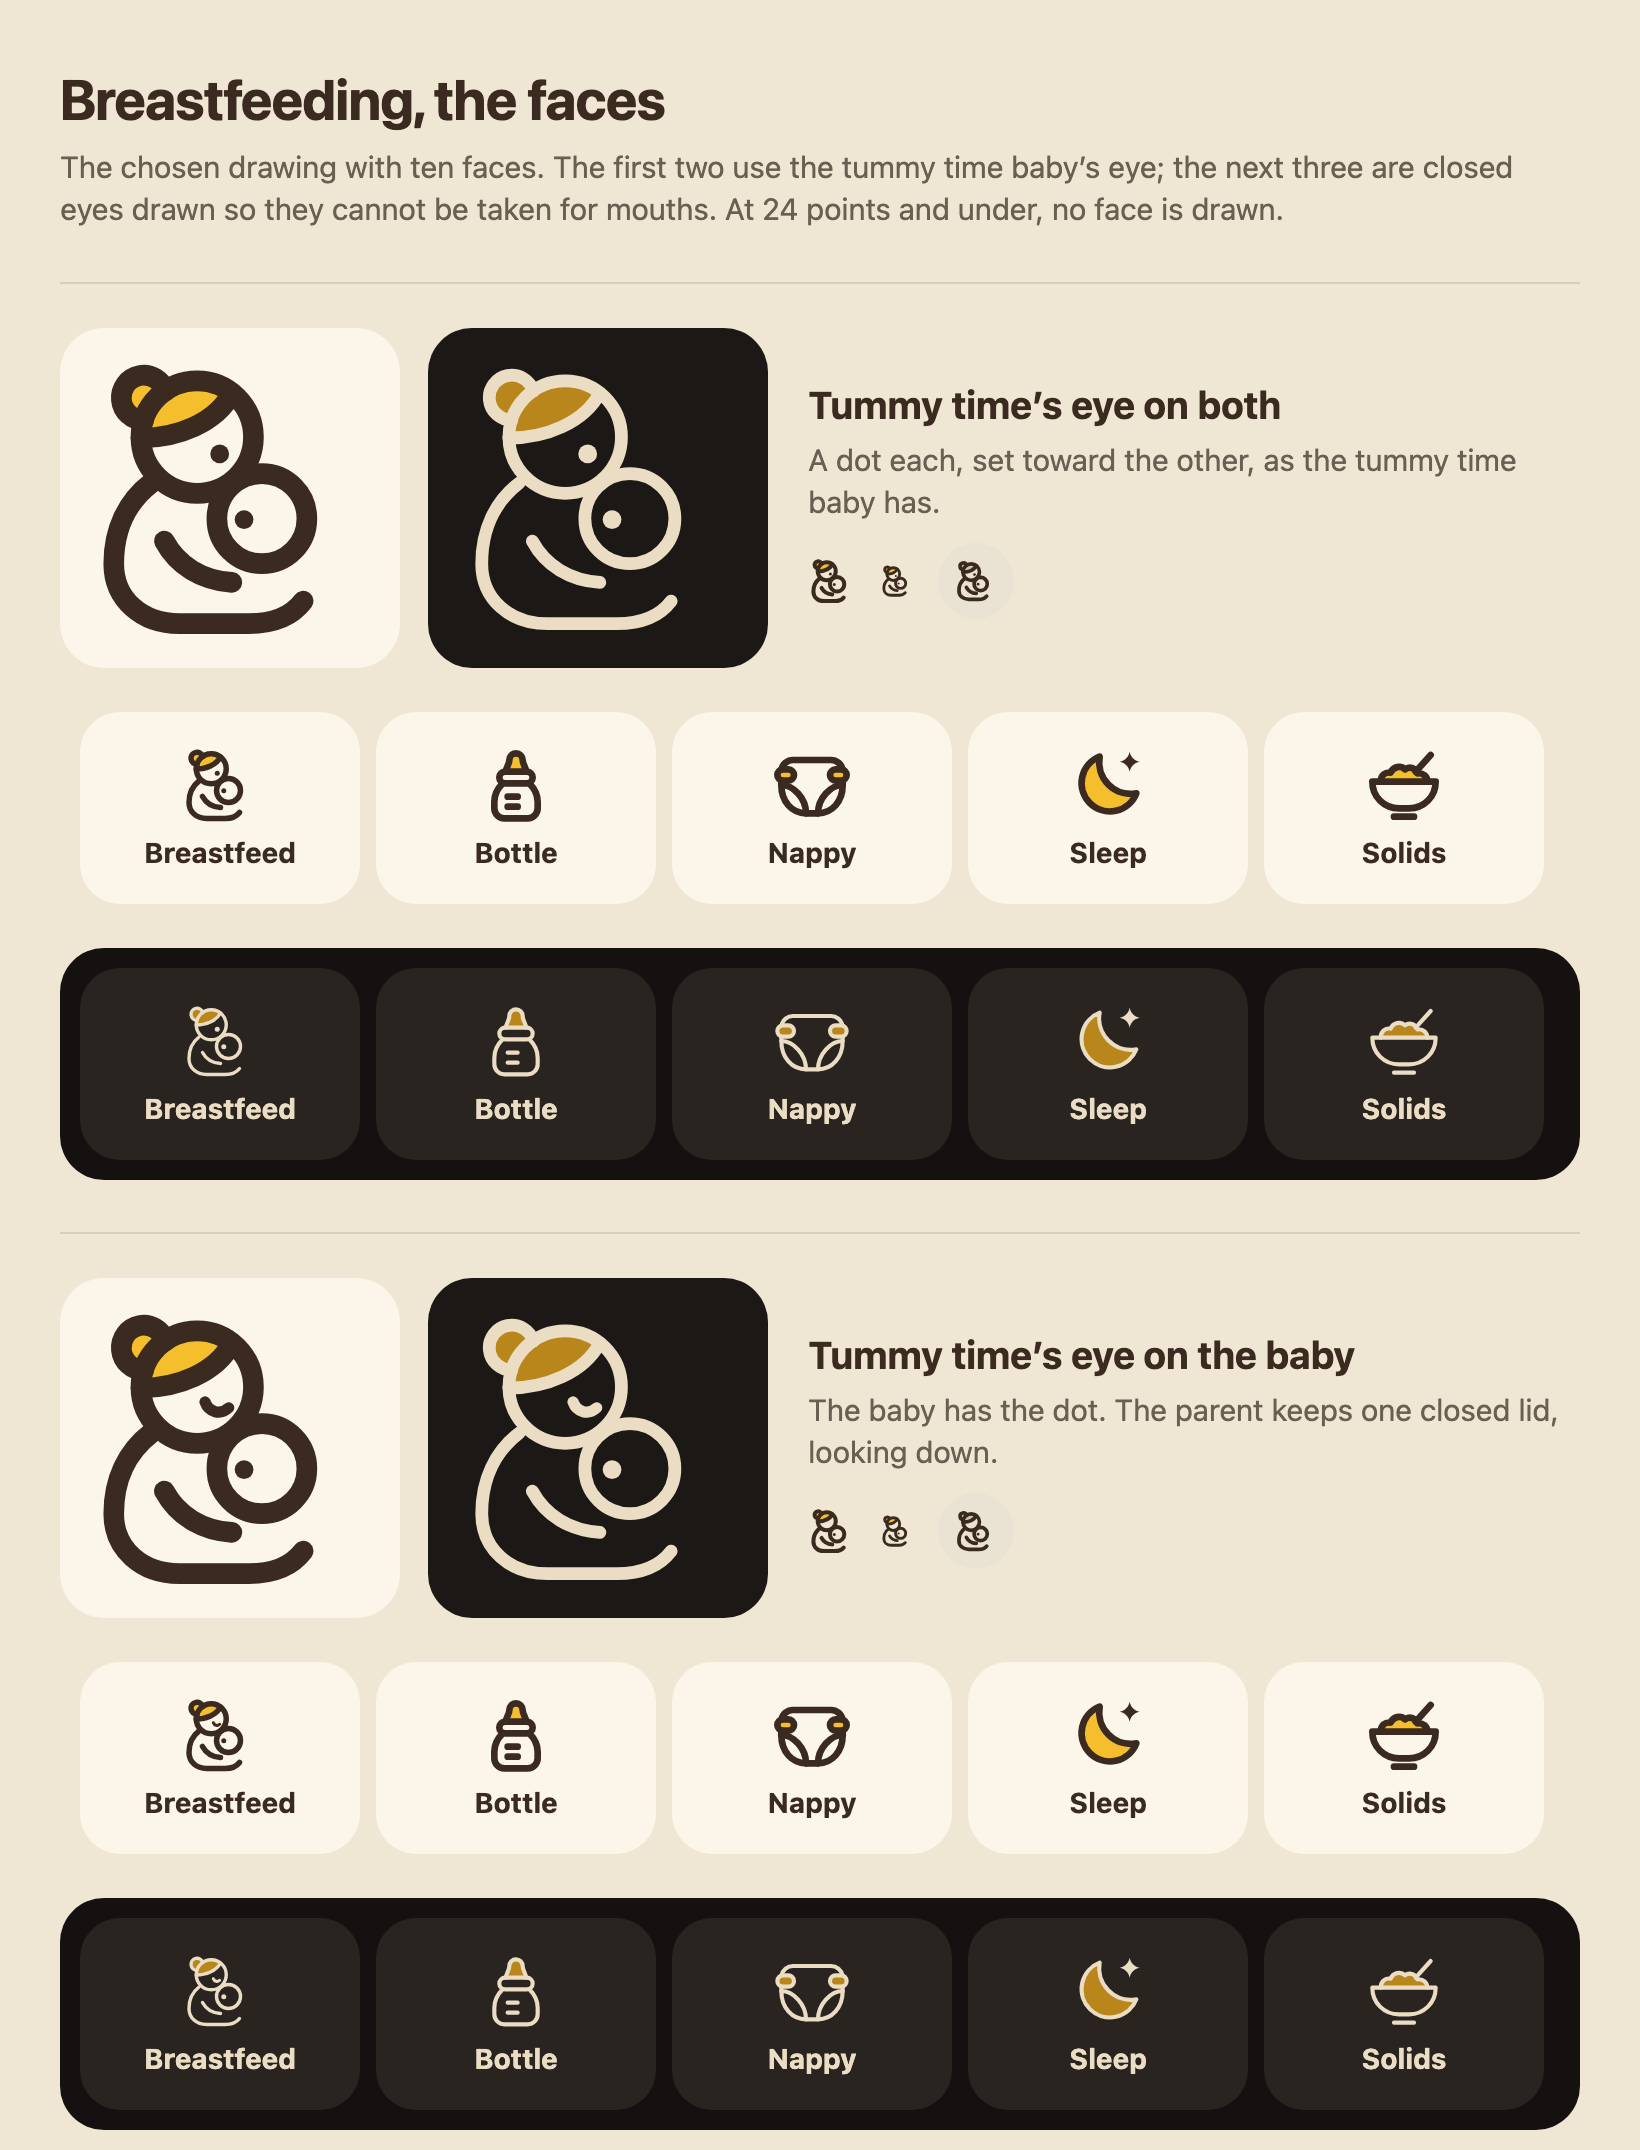 Breastfeeding, the faces
The chosen drawing with ten faces. The first two use the tummy time baby’s eye; the next three are closed
eyes drawn so they cannot be taken for mouths. At 24 points and under, no face is drawn.
Tummy time’s eye on both
A dot each, set toward the other, as the tummy time
baby has.
Breastfeed
Bottle
Nappy
Sleep
Solids
Breastfeed
Bottle
Nappy
Sleep
Solids
Tummy time’s eye on the baby
The baby has the dot. The parent keeps one closed lid,
looking down.
Breastfeed
Bottle
Nappy
Sleep
Solids
Breastfeed
Bottle
Nappy
Sleep
Solids